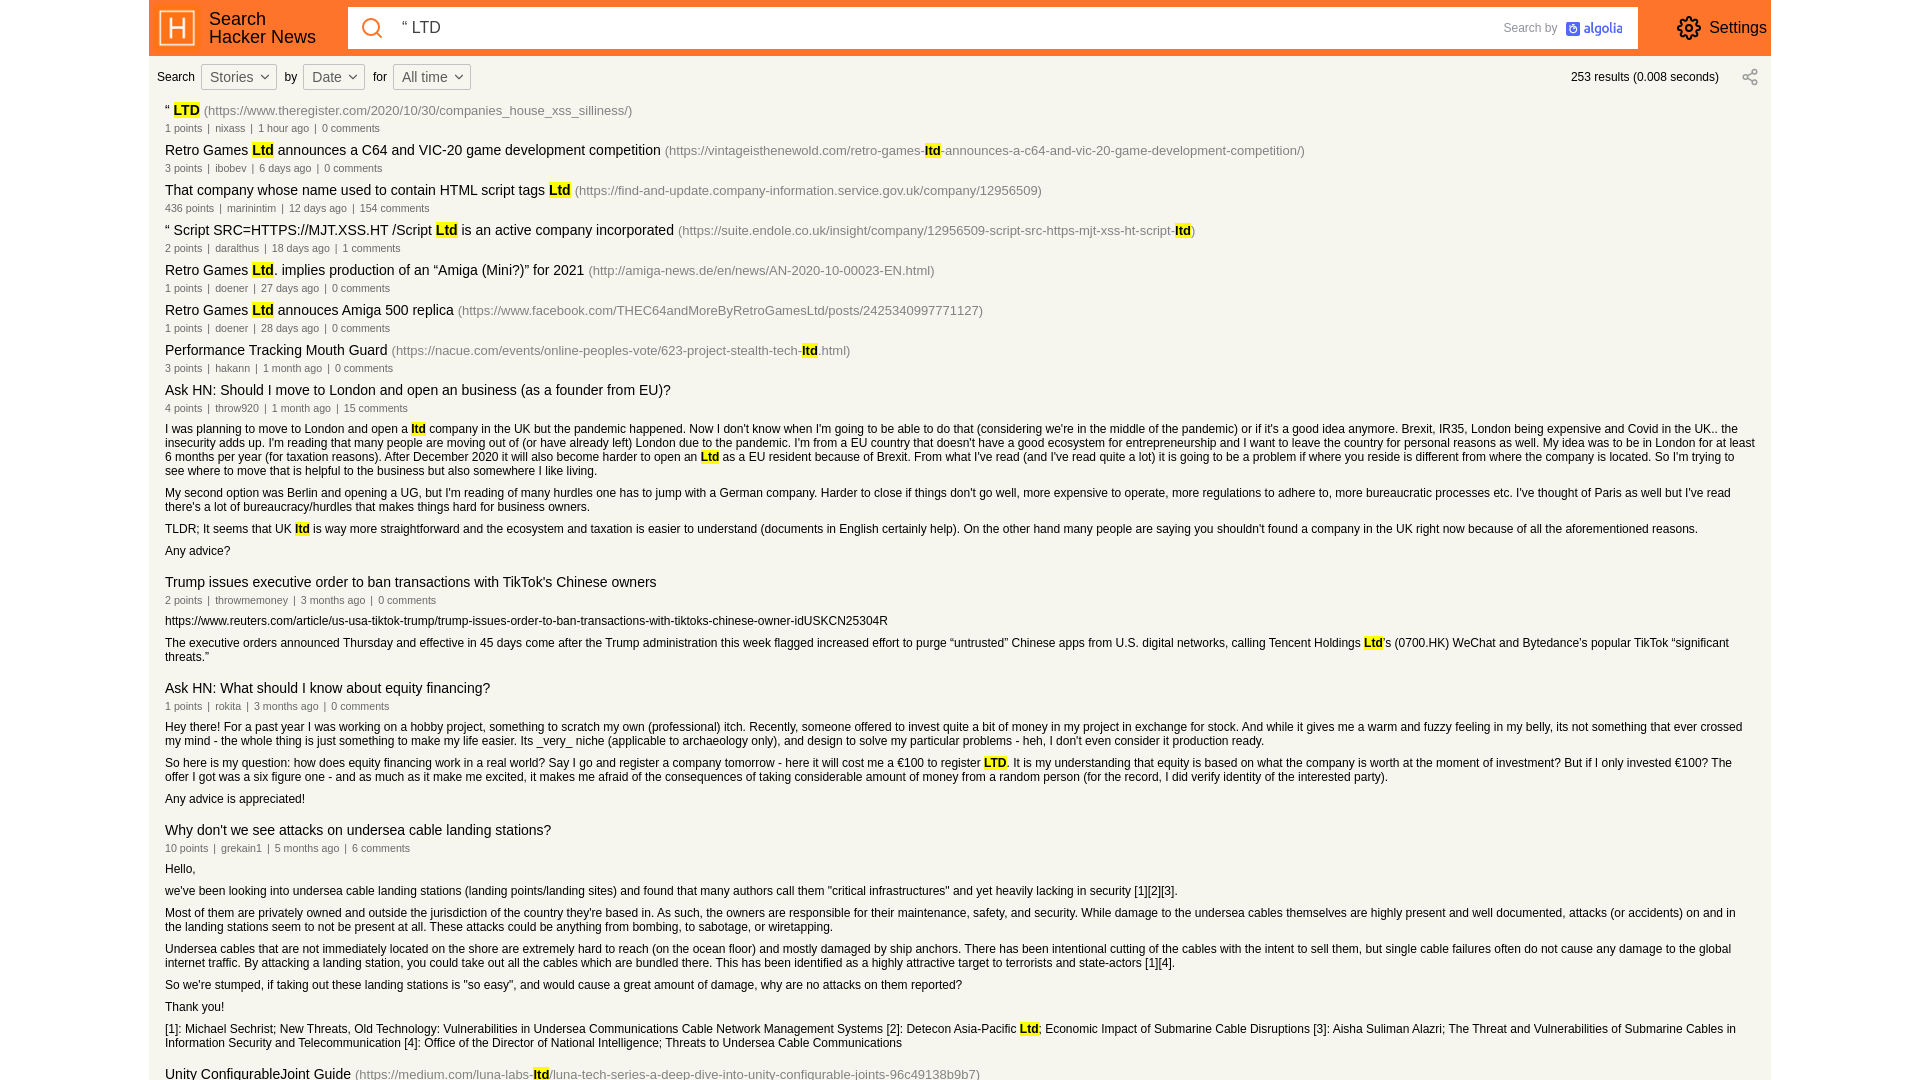 Search
Hacker News
“ LTD
Search by algolia
Settings
Search Stories by Date for All time
253 results (0.008 seconds)
“ LTD (https://www.theregister.com/2020/10/30/companies_house_xss_silliness/)
1 points | nixass | 1 hour ago | 0 comments
Retro Games Ltd announces a C64 and VIC-20 game development competition (https://vintageisthenewold.com/retro-games-ltd-announces-a-c64-and-vic-20-game-development-competition/)
3 points | ibobev | 6 days ago | 0 comments
That company whose name used to contain HTML script tags Ltd (https://find-and-update.company-information.service.gov.uk/company/12956509)
436 points | marinintim | 12 days ago | 154 comments
“ Script SRC=HTTPS://MJT.XSS.HT /Script Ltd is an active company incorporated (https://suite.endole.co.uk/insight/company/12956509-script-src-https-mjt-xss-ht-script-ltd)
2 points | daralthus | 18 days ago | 1 comments
Retro Games Ltd. implies production of an “Amiga (Mini?)” for 2021 (http://amiga-news.de/en/news/AN-2020-10-00023-EN.html)
1 points | doener | 27 days ago | 0 comments
Retro Games Ltd annouces Amiga 500 replica (https://www.facebook.com/THEC64andMoreByRetroGamesLtd/posts/2425340997771127)
1 points | doener | 28 days ago | 0 comments
Performance Tracking Mouth Guard (https://nacue.com/events/online-peoples-vote/623-project-stealth-tech-ltd.html)
3 points | hakann | 1 month ago | 0 comments
Ask HN: Should I move to London and open an business (as a founder from EU)?
4 points | throw920 | 1 month ago | 15 comments
I was planning to move to London and open a ltd company in the UK but the pandemic happened. Now I don't know when I'm going to be able to do that (considering we're in the middle of the pandemic) or if it's a good idea anymore. Brexit, IR35, London being expensive and Covid in the UK.. the
insecurity adds up. I'm reading that many people are moving out of (or have already left) London due to the pandemic. I'm from a EU country that doesn't have a good ecosystem for entrepreneurship and I want to leave the country for personal reasons as well. My idea was to be in London for at least
6 months per year (for taxation reasons). After December 2020 it will also become harder to open an Ltd as a EU resident because of Brexit. From what I've read (and I've read quite a lot) it is going to be a problem if where you reside is different from where the company is located. So I'm trying to
see where to move that is helpful to the business but also somewhere I like living.
My second option was Berlin and opening a UG, but I'm reading of many hurdles one has to jump with a German company. Harder to close if things don't go well, more expensive to operate, more regulations to adhere to, more bureaucratic processes etc. I've thought of Paris as well but I've read
there's a lot of bureaucracy/hurdles that makes things hard for business owners.
TLDR; It seems that UK ltd is way more straightforward and the ecosystem and taxation is easier to understand (documents in English certainly help). On the other hand many people are saying you shouldn't found a company in the UK right now because of all the aforementioned reasons.
Any advice?
Trump issues executive order to ban transactions with TikTok's Chinese owners
2 points | throwmemoney | 3 months ago | 0 comments
https://www.reuters.com/article/us-usa-tiktok-trump/trump-issues-order-to-ban-transactions-with-tiktoks-chinese-owner-idUSKCN25304R
The executive orders announced Thursday and effective in 45 days come after the Trump administration this week flagged increased effort to purge “untrusted” Chinese apps from U.S. digital networks, calling Tencent Holdings Ltd’s (0700.HK) WeChat and Bytedance’s popular TikTok “significant
threats.”
Ask HN: What should I know about equity financing?
1 points | rokita | 3 months ago | 0 comments
Hey there! For a past year I was working on a hobby project, something to scratch my own (professional) itch. Recently, someone offered to invest quite a bit of money in my project in exchange for stock. And while it gives me a warm and fuzzy feeling in my belly, its not something that ever crossed
my mind - the whole thing is just something to make my life easier. Its _very_ niche (applicable to archaeology only), and design to solve my particular problems - heh, I don't even consider it production ready.
So here is my question: how does equity financing work in a real world? Say I go and register a company tomorrow - here it will cost me a €100 to register LTD. It is my understanding that equity is based on what the company is worth at the moment of investment? But if I only invested €100? The
offer I got was a six figure one - and as much as it make me excited, it makes me afraid of the consequences of taking considerable amount of money from a random person (for the record, I did verify identity of the interested party).
Any advice is appreciated!
Why don't we see attacks on undersea cable landing stations?
10 points | grekain1 | 5 months ago | 6 comments
Hello,
we've been looking into undersea cable landing stations (landing points/landing sites) and found that many authors call them "critical infrastructures" and yet heavily lacking in security [1][2][3].
Most of them are privately owned and outside the jurisdiction of the country they're based in. As such, the owners are responsible for their maintenance, safety, and security. While damage to the undersea cables themselves are highly present and well documented, attacks (or accidents) on and in
the landing stations seem to not be present at all. These attacks could be anything from bombing, to sabotage, or wiretapping.
Undersea cables that are not immediately located on the shore are extremely hard to reach (on the ocean floor) and mostly damaged by ship anchors. There has been intentional cutting of the cables with the intent to sell them, but single cable failures often do not cause any damage to the global
internet traffic. By attacking a landing station, you could take out all the cables which are bundled there. This has been identified as a highly attractive target to terrorists and state-actors [1][4].
So we're stumped, if taking out these landing stations is "so easy", and would cause a great amount of damage, why are no attacks on them reported?
Thank you!
[1]: Michael Sechrist; New Threats, Old Technology: Vulnerabilities in Undersea Communications Cable Network Management Systems [2]: Detecon Asia-Pacific Ltd; Economic Impact of Submarine Cable Disruptions [3]: Aisha Suliman Alazri; The Threat and Vulnerabilities of Submarine Cables in
Information Security and Telecommunication [4]: Office of the Director of National Intelligence; Threats to Undersea Cable Communications
Unity ConfigurableJoint Guide (https://medium.com/luna-labs-ltd/luna-tech-series-a-deep-dive-into-unity-configurable-joints-96c49138b9b7)